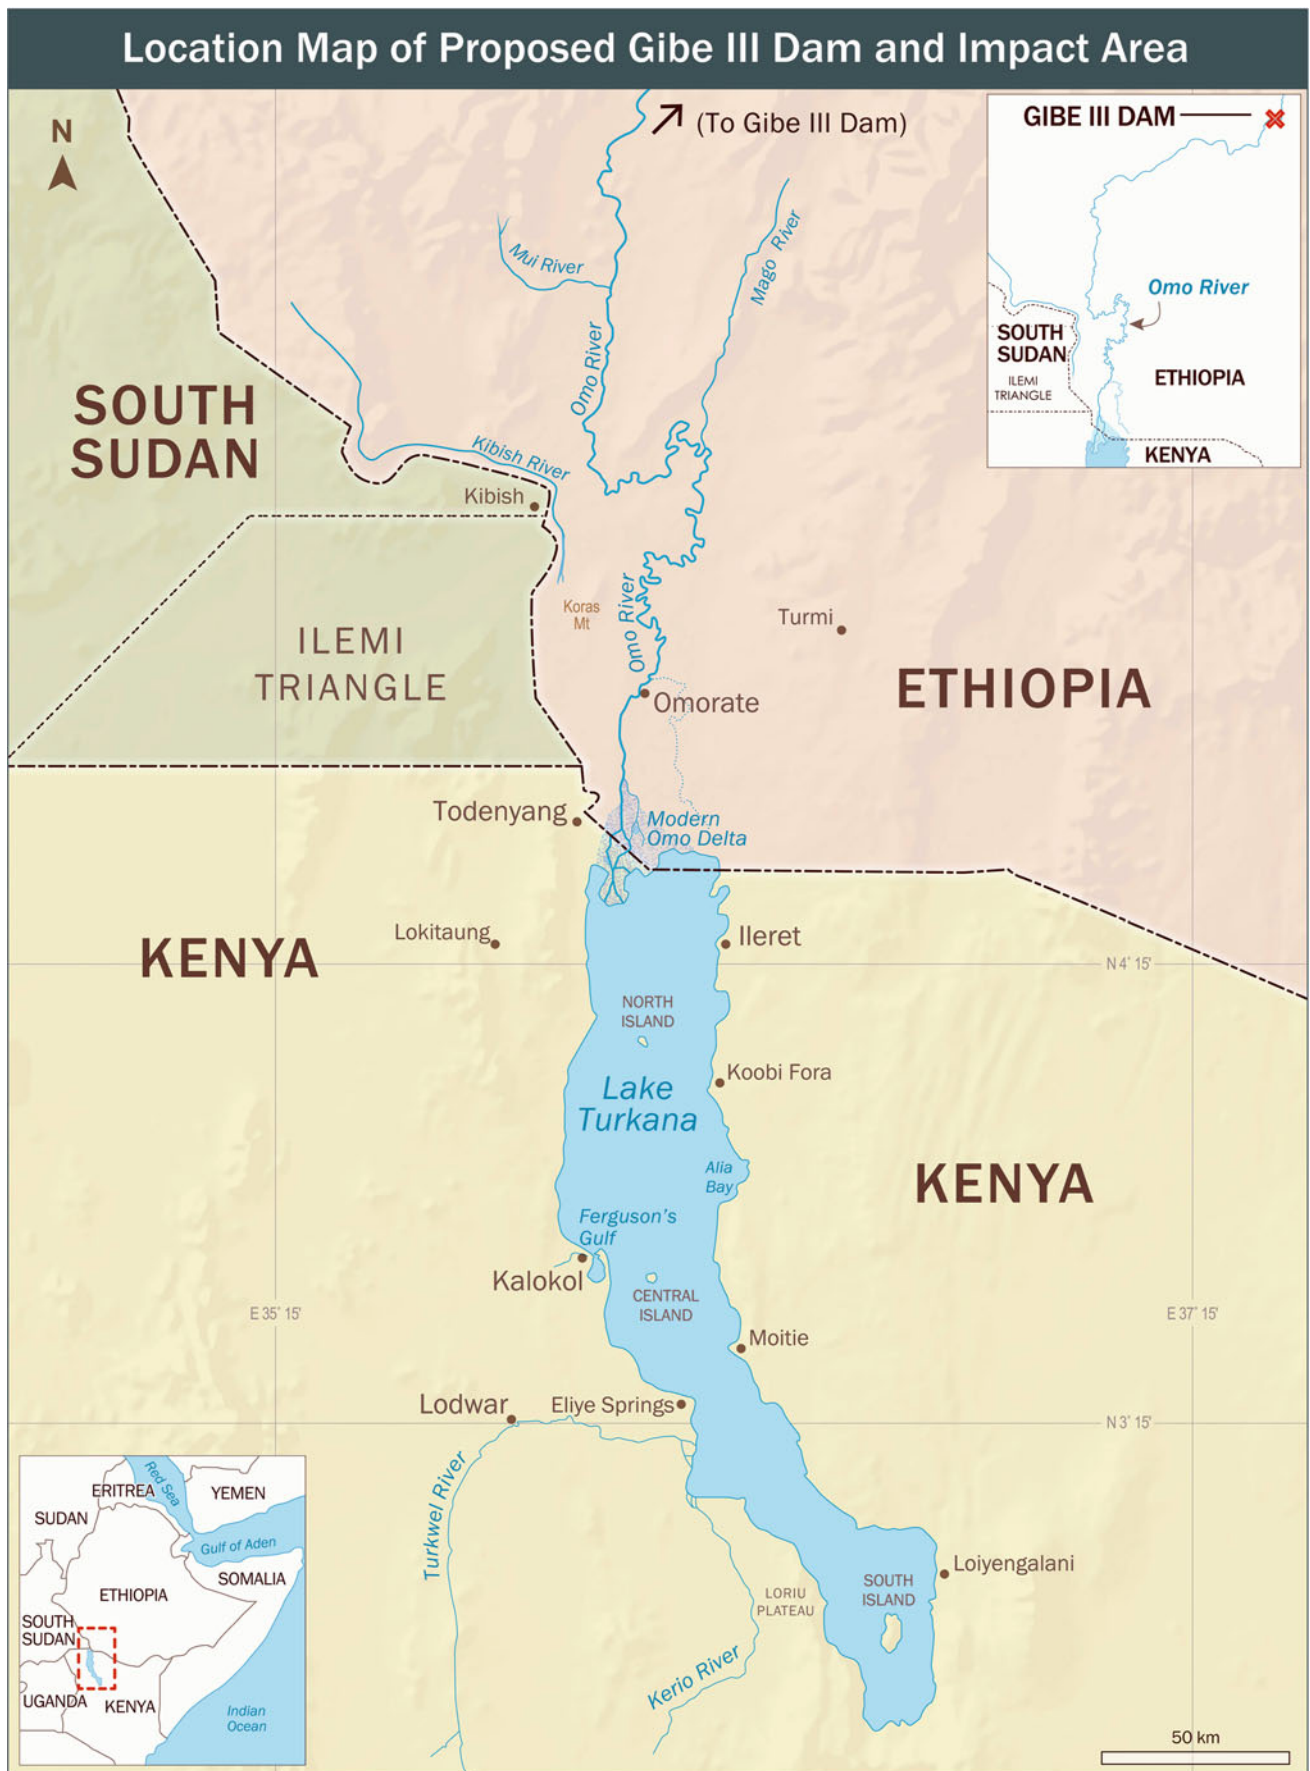 Location Map of Proposed Gibe III Dam and Impact Area
N
(To Gibe III Dam)
GIBE III DAM
Omo River
SOUTH
SUDAN
ILEMI
TRIANGLE
ETHIOPIA
KENYA
Mui River
Mago River
Omo River
SOUTH
SUDAN
Kibish River
Kibish
Koras
Mt
Omo River
Turmi
ILEMI
TRIANGLE
ETHIOPIA
Omorate
Todenyang
Modern
Omo Delta
Lokitaung
Ileret
KENYA
N 4° 15'
NORTH
ISLAND
Koobi Fora
Lake
Turkana
Alia
Bay
KENYA
Ferguson's
Gulf
Kalokol
CENTRAL
ISLAND
E 35° 15'
E 37° 15'
Moitie
Lodwar
Eliye Springs
N 3° 15'
Turkwel River
Loiyengalani
SOUTH
ISLAND
LORIU
PLATEAU
Kerio River
ERITREA
Red Sea
YEMEN
SUDAN
Gulf of Aden
SOMALIA
ETHIOPIA
SOUTH
SUDAN
UGANDA
KENYA
Indian
Ocean
50 km